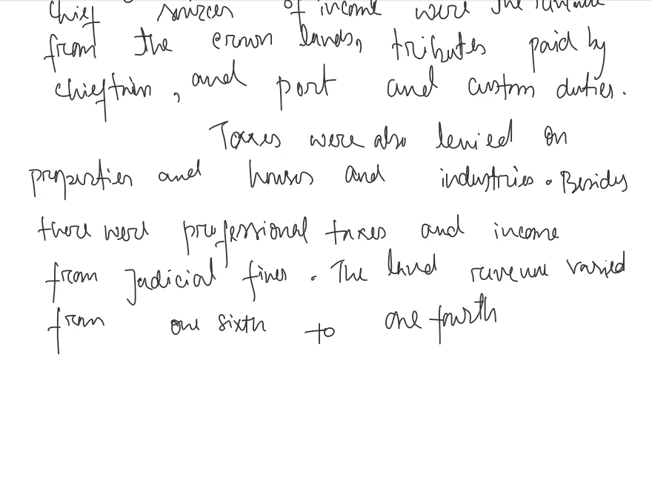 chief sources of income were the revenue
from the crown lands, tributes paid by
chieftain, and port and custom duties.
Taxes were also levied on
properties and houses and industries. Besides
there were professional taxes and income
from Judicial fines. The land revenue varied
from one sixth to one fourth